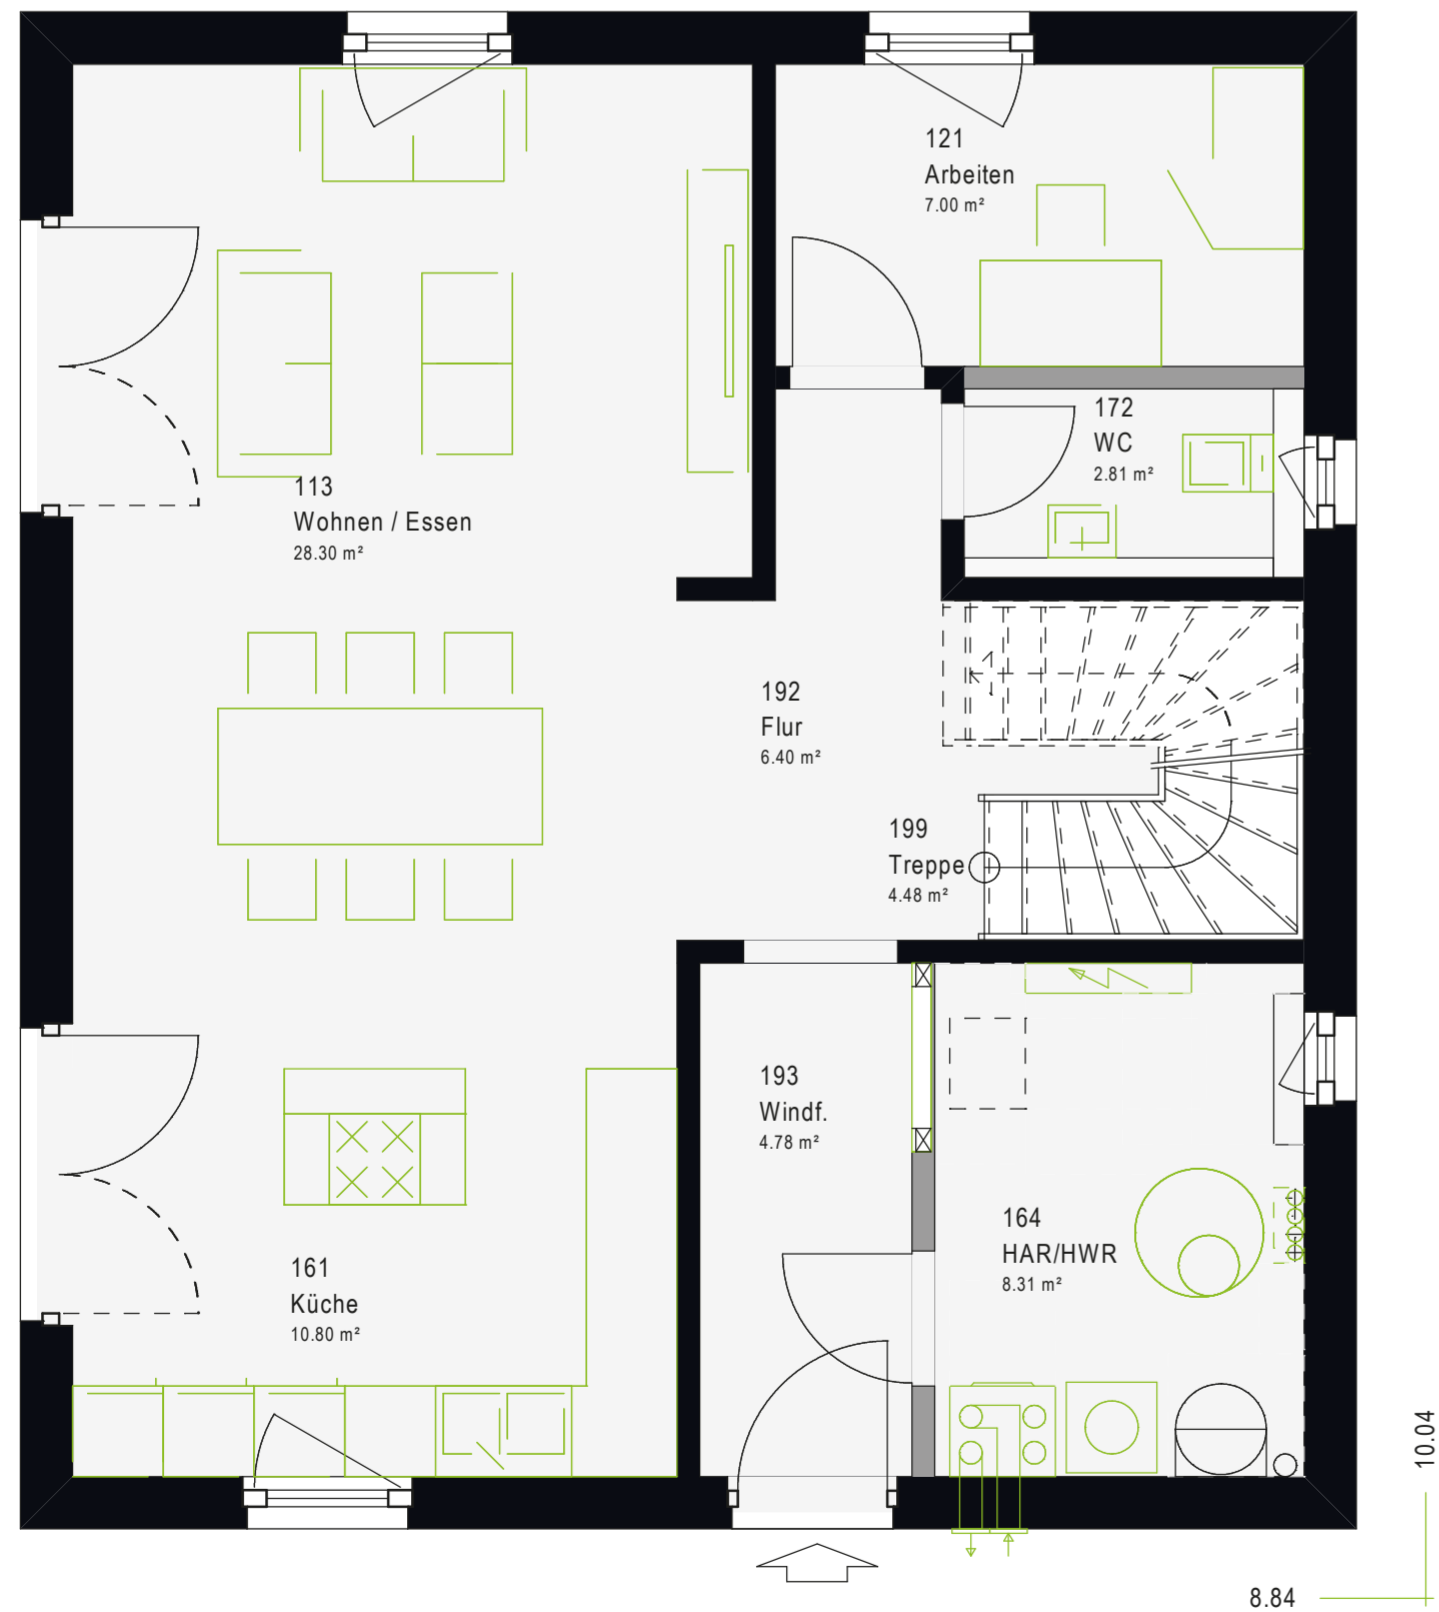 121
Arbeiten
7.00 m²
172
WC
2.81 m²
113
Wohnen / Essen
28.30 m²
192
Flur
6.40 m²
199
Treppe
4.48 m²
193
Windf.
4.78 m²
164
HAR/HWR
8.31 m²
161
Küche
10.80 m²
10.04
8.84